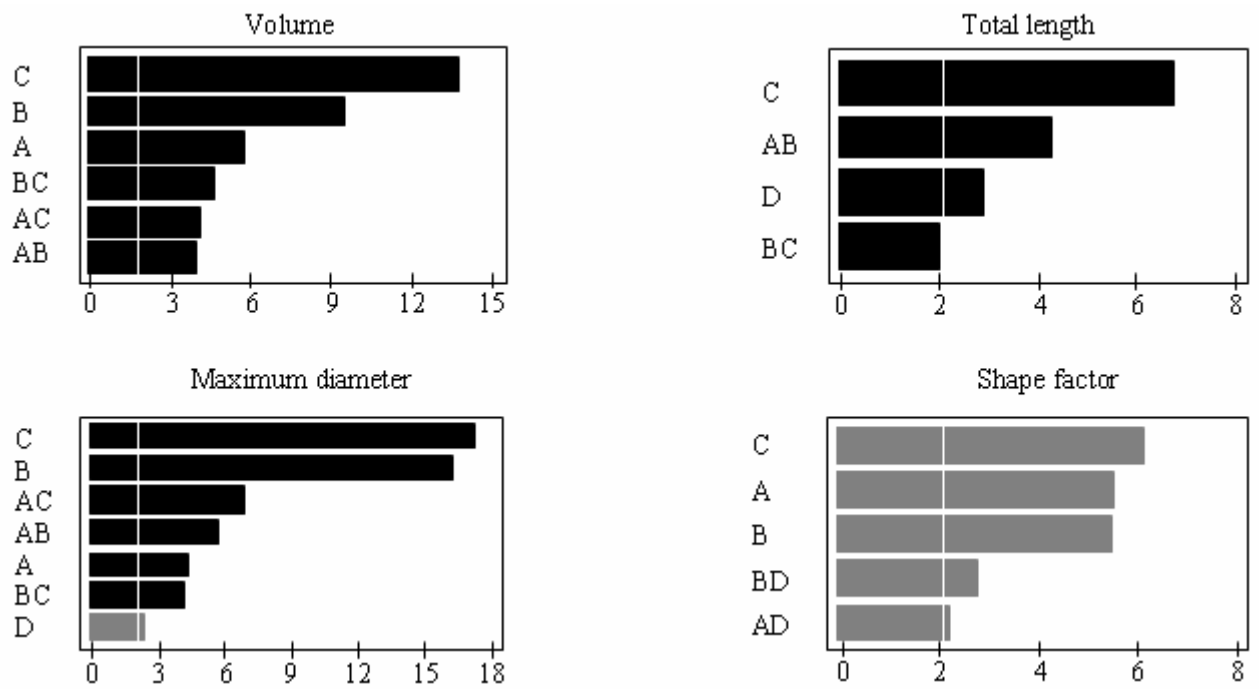 Volume
C
B
A
BC
AC
AB
0 3 6 9 12 15
Total length
C
AB
D
BC
0 2 4 6 8
Maximum diameter
C
B
AC
AB
A
BC
D
0 3 6 9 12 15 18
Shape factor
C
A
B
BD
AD
0 2 4 6 8